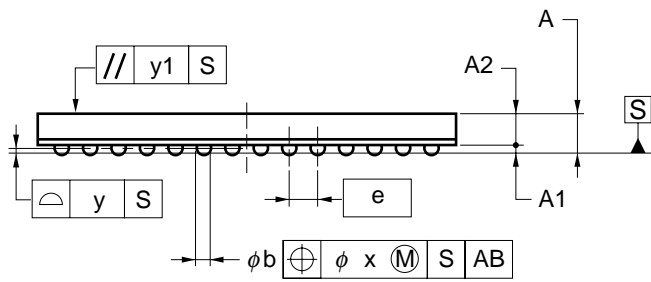 A
// y1 S
A2
S
⌓ y S
e
A1
φb ⌖ φ x Ⓜ S AB